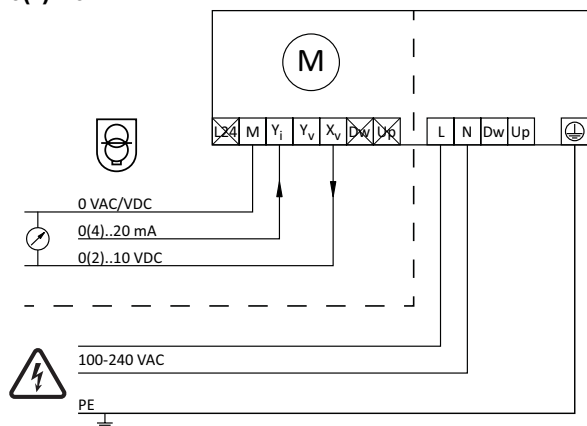 M
L24 M Yi Yv Xv Dw Up L N Dw Up
0 VAC/VDC
0(4)..20 mA
0(2)..10 VDC
100-240 VAC
PE